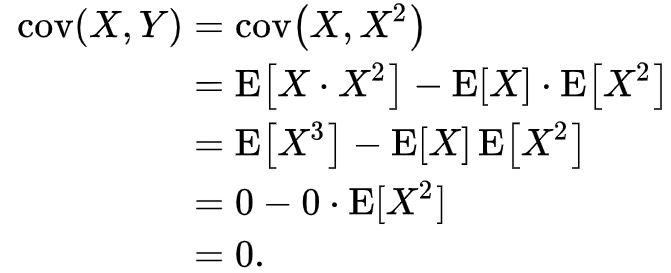 cov(X, Y) = cov(X, X²)
= E[X · X²] − E[X] · E[X²]
= E[X³] − E[X] E[X²]
= 0 − 0 · E[X²]
= 0.